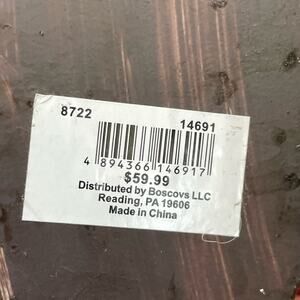 8722 14691
4 894366 146917
$59.99
Distributed by Boscovs LLC
Reading, PA 19606
Made in China